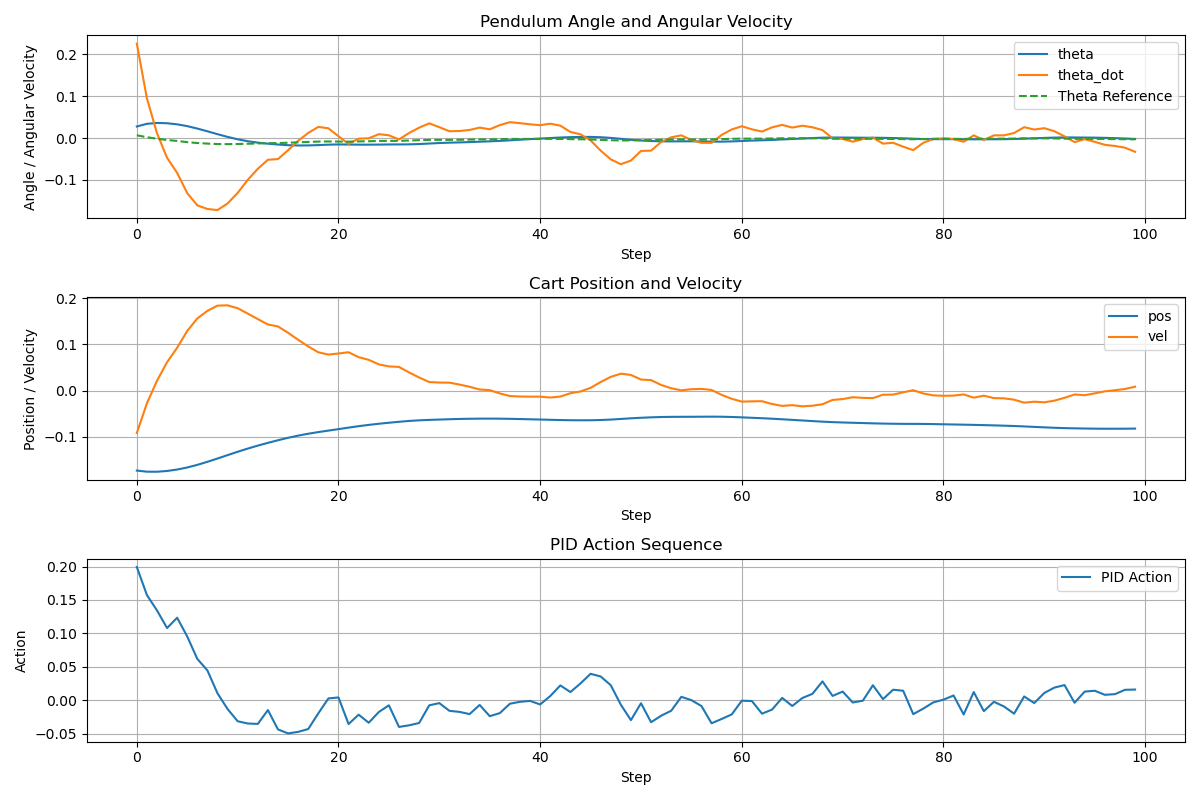 Pendulum Angle and Angular Velocity
Angle / Angular Velocity
0.2
0.1
0.0
−0.1
theta
theta_dot
Theta Reference
0 20 40 60 80 100
Step
Cart Position and Velocity
Position / Velocity
0.2
0.1
0.0
−0.1
pos
vel
0 20 40 60 80 100
Step
PID Action Sequence
Action
0.20
0.15
0.10
0.05
0.00
−0.05
PID Action
0 20 40 60 80 100
Step